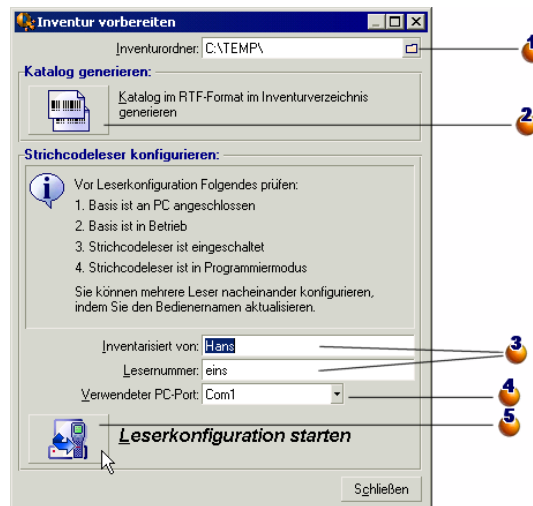 Inventur vorbereiten
Inventurordner: C:\TEMP\
1
Katalog generieren:
Katalog im RTF-Format im Inventurverzeichnis
generieren
2
Strichcodeleser konfigurieren:
Vor Leserkonfiguration Folgendes prüfen:
1. Basis ist an PC angeschlossen
2. Basis ist in Betrieb
3. Strichcodeleser ist eingeschaltet
4. Strichcodeleser ist in Programmiermodus
Sie können mehrere Leser nacheinander konfigurieren,
indem Sie den Bedienernamen aktualisieren.
Inventarisiert von: Hans
3
Lesernummer: eins
Verwendeter PC-Port: Com1
4
5
Leserkonfiguration starten
Schließen